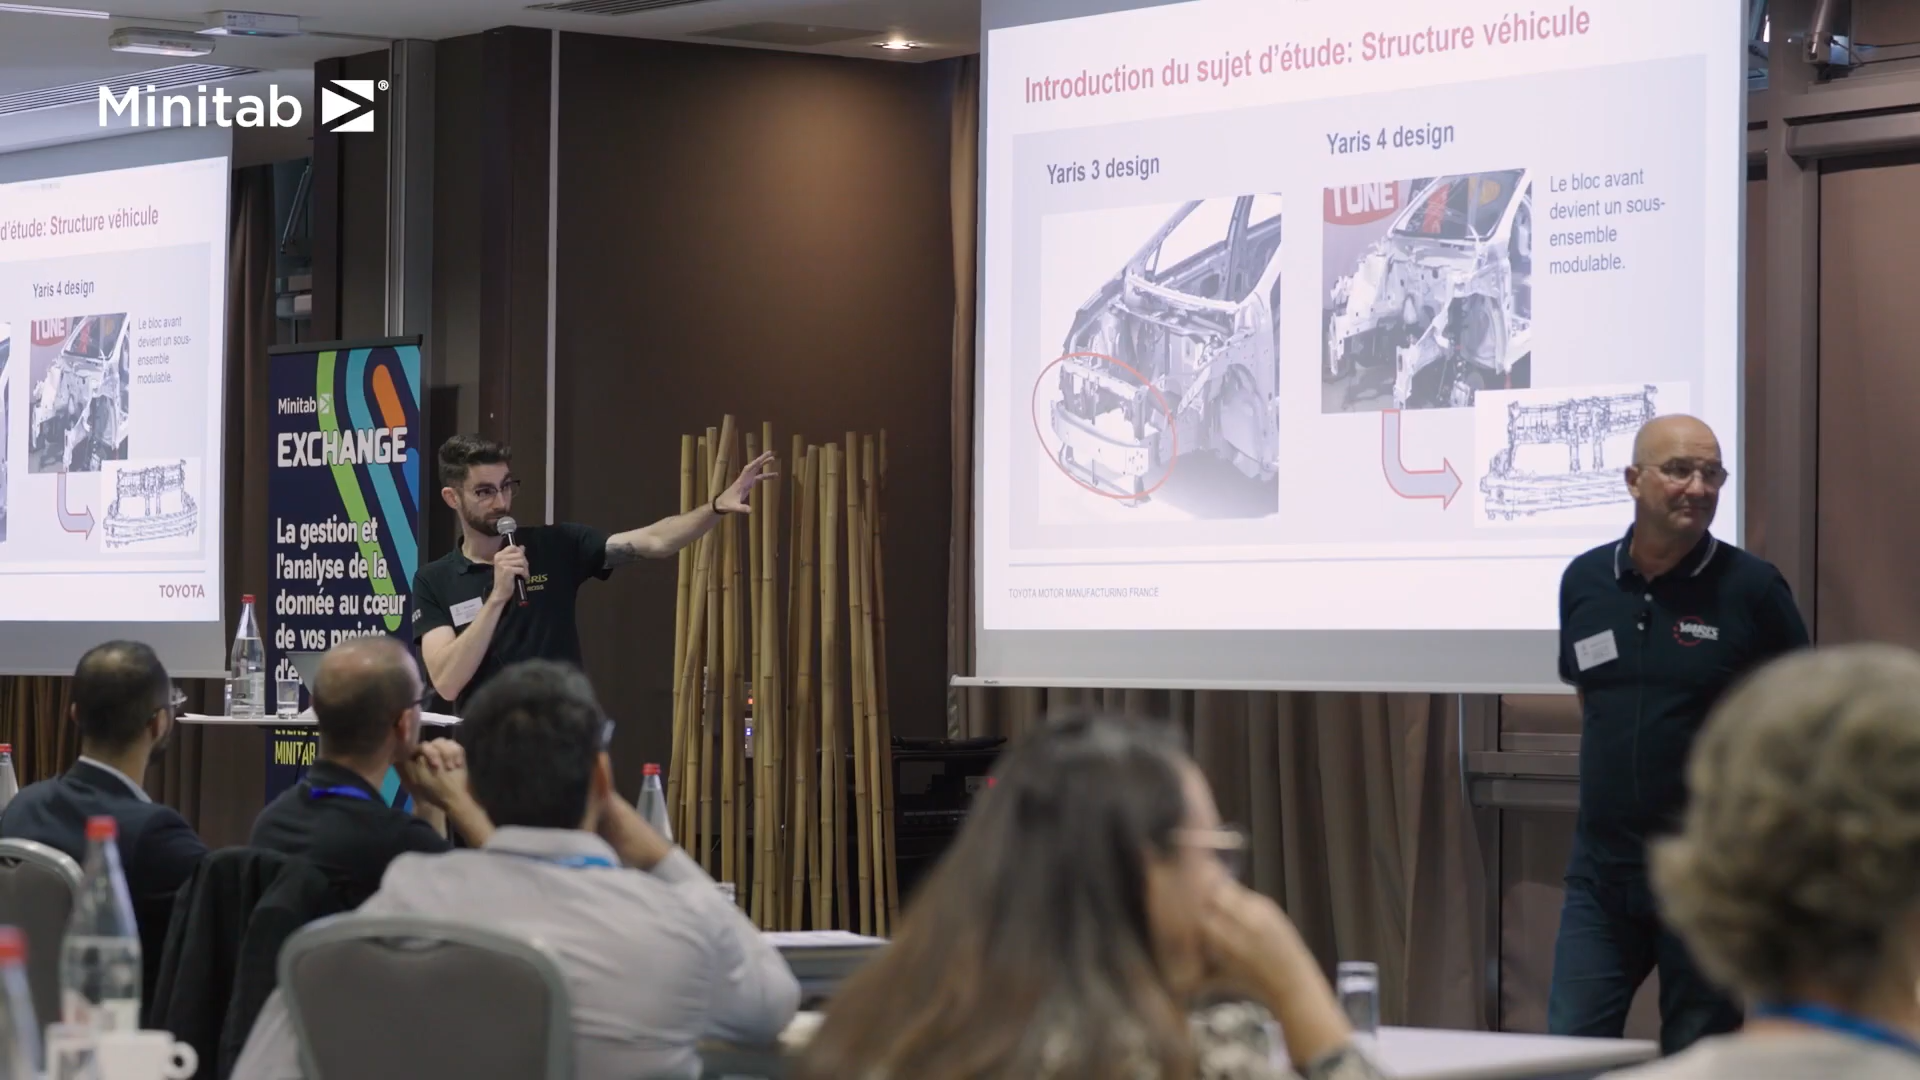 Minitab
Introduction du sujet d'étude: Structure véhicule
Yaris 3 design
Yaris 4 design
TUNE
Le bloc avant
devient un sous-
ensemble
modulable.
TOYOTA MOTOR MANUFACTURING FRANCE
d'étude: Structure véhicule
Yaris 4 design
TUNE
Le bloc avant
devient un sous-
ensemble
modulable.
TOYOTA
Minitab
EXCHANGE
La gestion et
l'analyse de la
donnée au cœur
de vos projets
MINITAB
YARIS